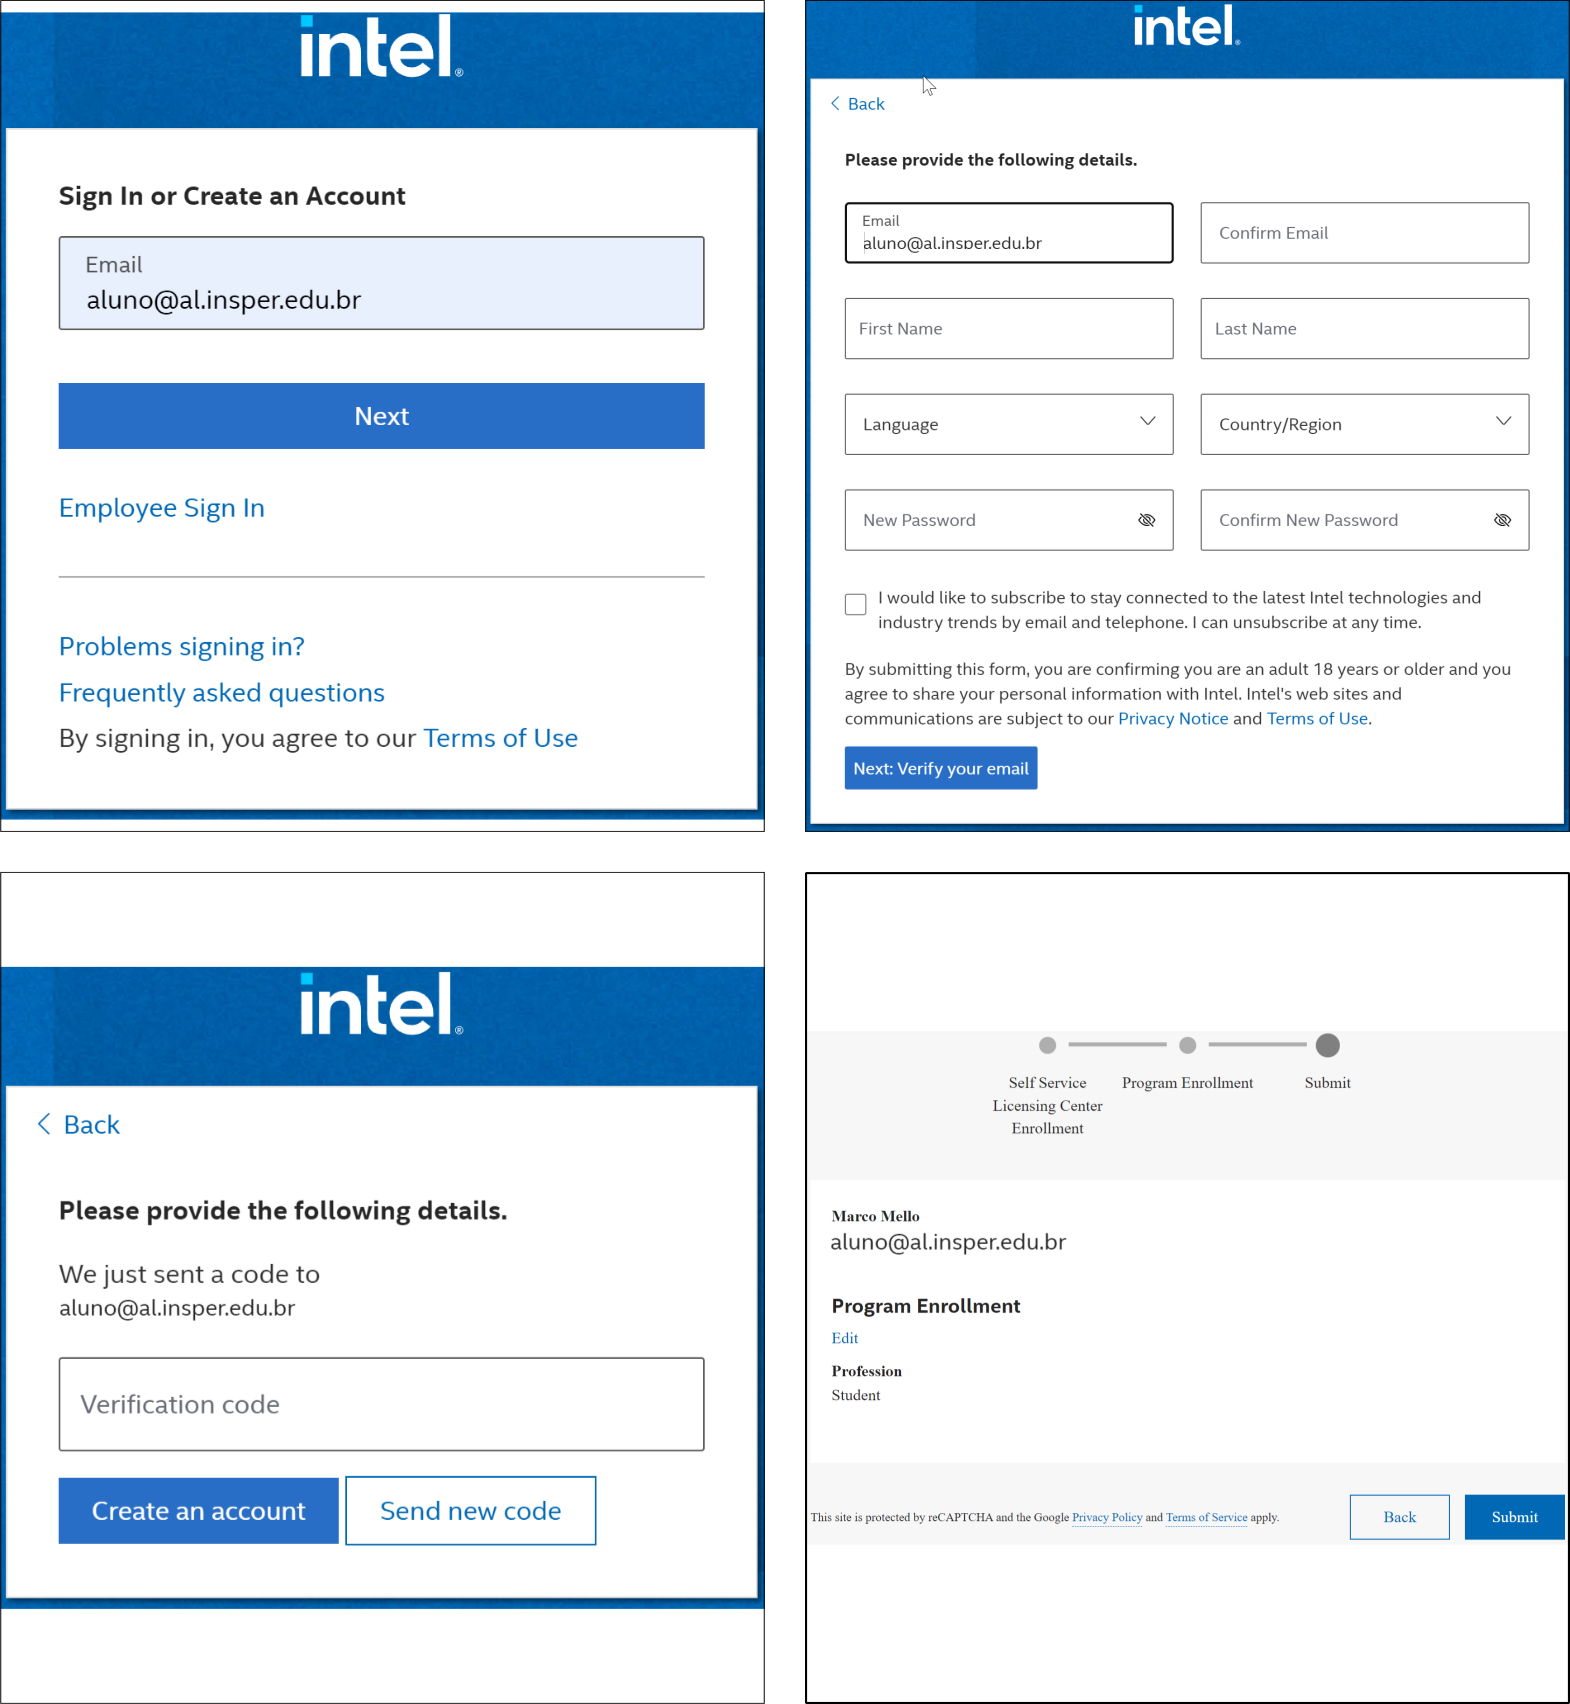 intel®
Sign In or Create an Account
Email
aluno@al.insper.edu.br
Next
Employee Sign In
Problems signing in?
Frequently asked questions
By signing in, you agree to our Terms of Use
intel®
Back
Please provide the following details.
Email
aluno@al.insper.edu.br
Confirm Email
First Name
Last Name
Language
Country/Region
New Password
Confirm New Password
I would like to subscribe to stay connected to the latest Intel technologies and
industry trends by email and telephone. I can unsubscribe at any time.
By submitting this form, you are confirming you are an adult 18 years or older and you
agree to share your personal information with Intel. Intel's web sites and
communications are subject to our Privacy Notice and Terms of Use.
Next: Verify your email
intel®
Back
Please provide the following details.
We just sent a code to
aluno@al.insper.edu.br
Verification code
Create an account
Send new code
Self Service
Licensing Center
Enrollment
Program Enrollment
Submit
Marco Mello
aluno@al.insper.edu.br
Program Enrollment
Edit
Profession
Student
This site is protected by reCAPTCHA and the Google Privacy Policy and Terms of Service apply.
Back
Submit